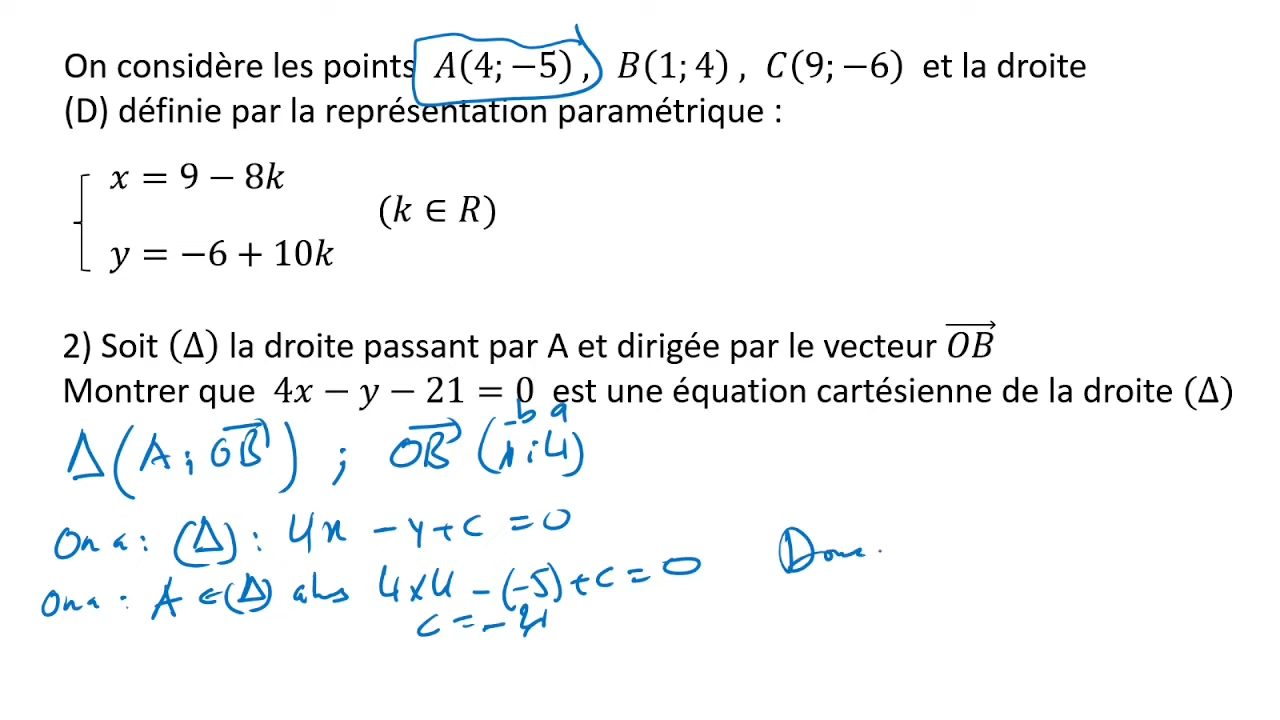 On considère les points A(4; −5) , B(1; 4) , C(9; −6) et la droite
(D) définie par la représentation paramétrique :
x = 9 − 8k
(k ∈ R)
y = −6 + 10k
2) Soit (Δ) la droite passant par A et dirigée par le vecteur OB
Montrer que 4x − y − 21 = 0 est une équation cartésienne de la droite (Δ)
-b a
Δ(A; OB) ; OB (1; 4)
On a : (Δ) : 4x − y + c = 0
On a : A ∈ (Δ) als 4×4 − (−5) + c = 0
c = − 21
Donc